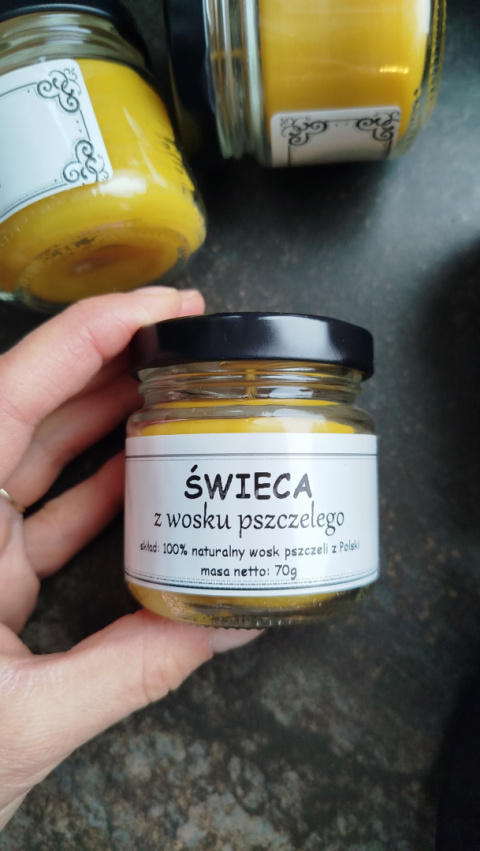 ŚWIECA
z wosku pszczelego
skład: 100% naturalny wosk pszczeli z Polski
masa netto: 70g